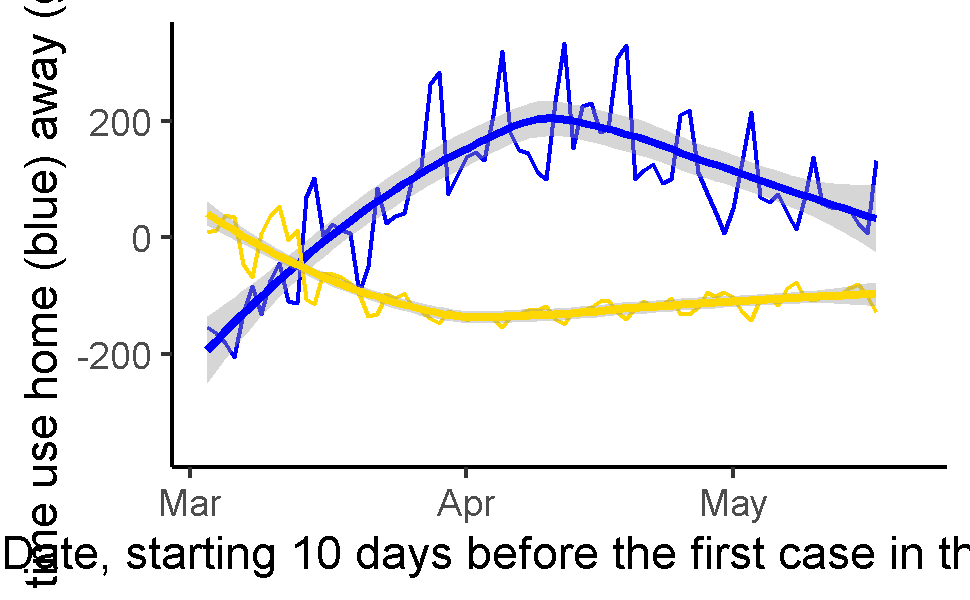 time use home (blue) away (
200
0
-200
Mar Apr May
Date, starting 10 days before the first case in